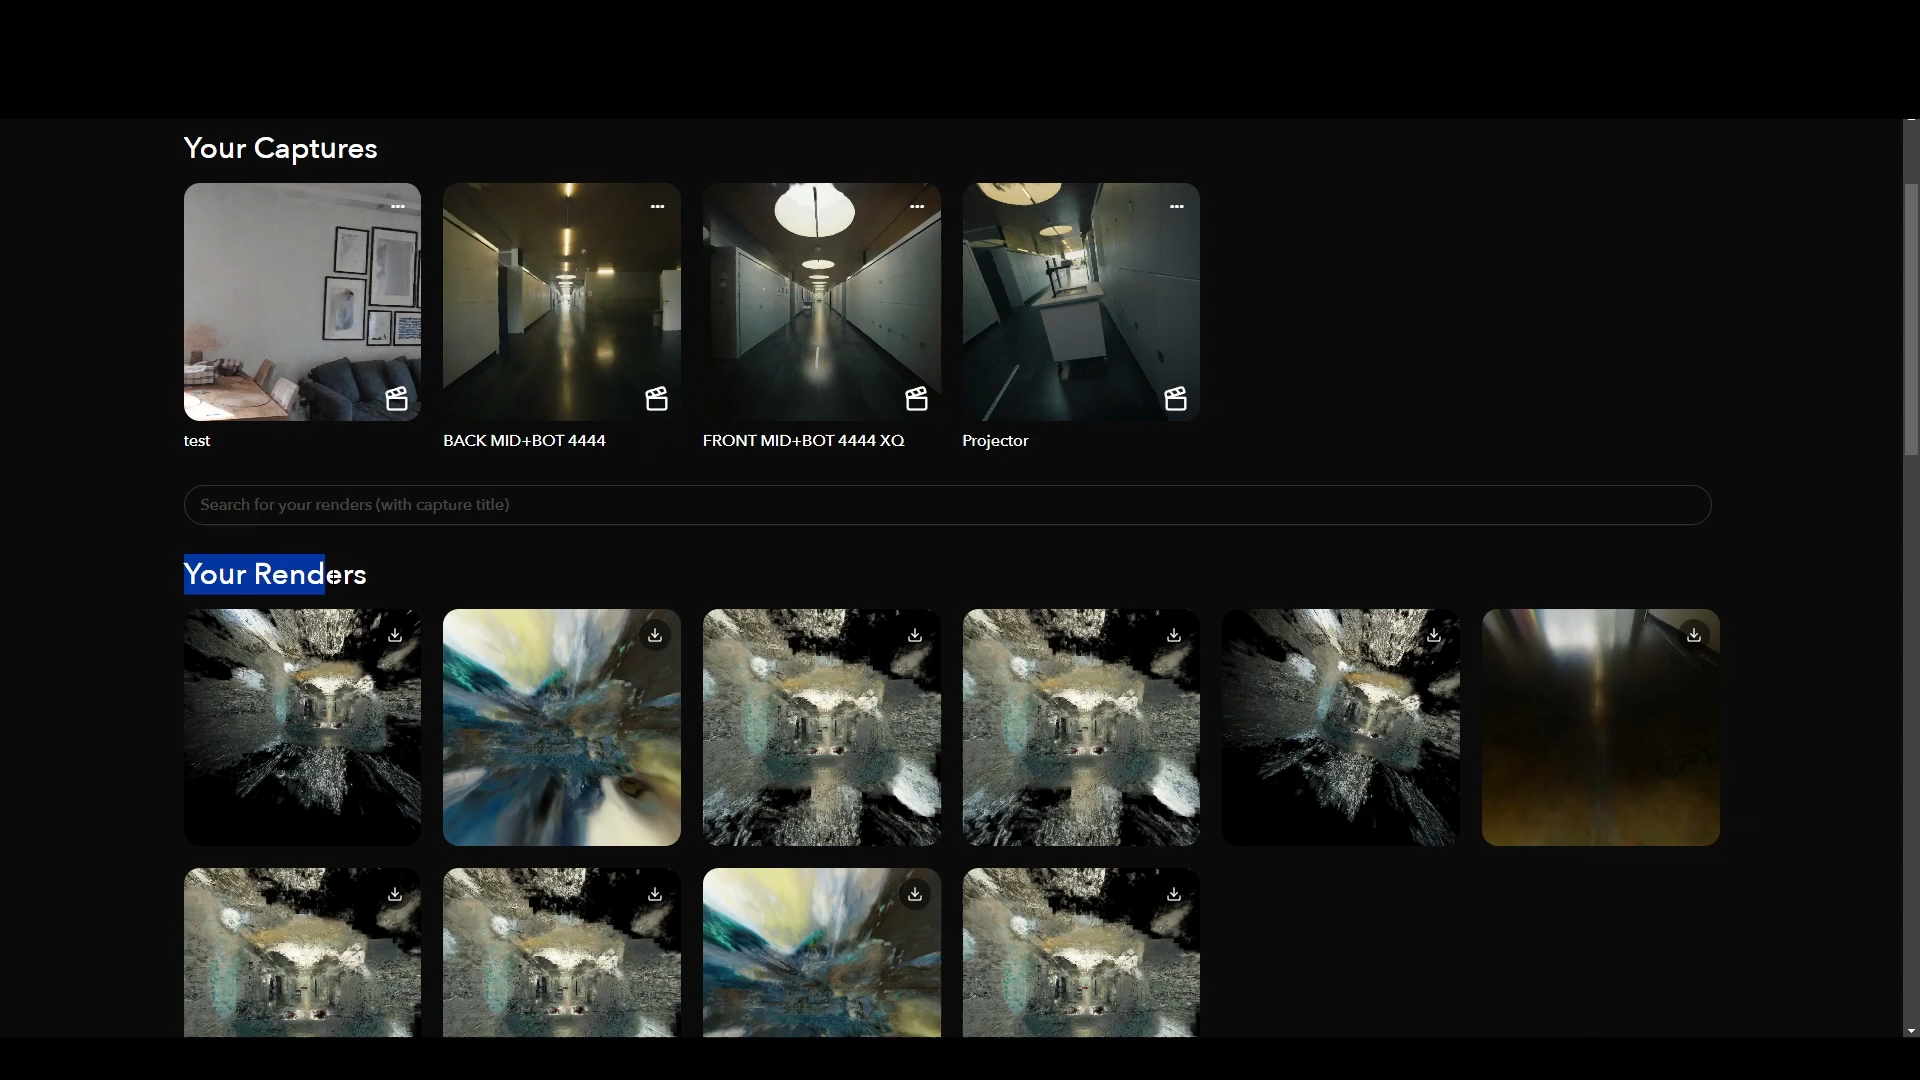 Your Captures
test
BACK MID+BOT 4444
FRONT MID+BOT 4444 XQ
Projector
Search for your renders (with capture title)
Your Renders